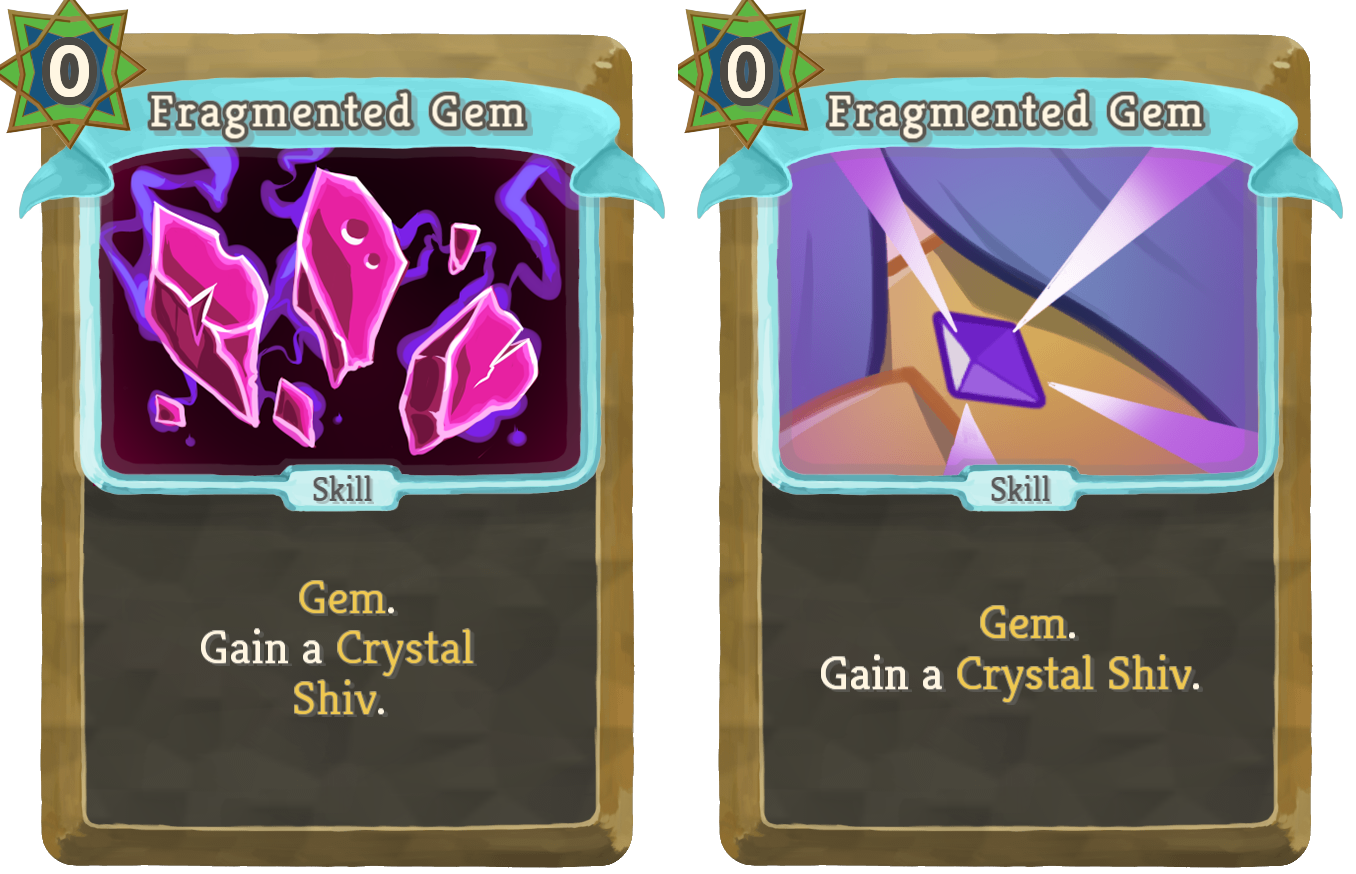 0
Fragmented Gem
Skill
Gem.
Gain a Crystal
Shiv.
0
Fragmented Gem
Skill
Gem.
Gain a Crystal Shiv.